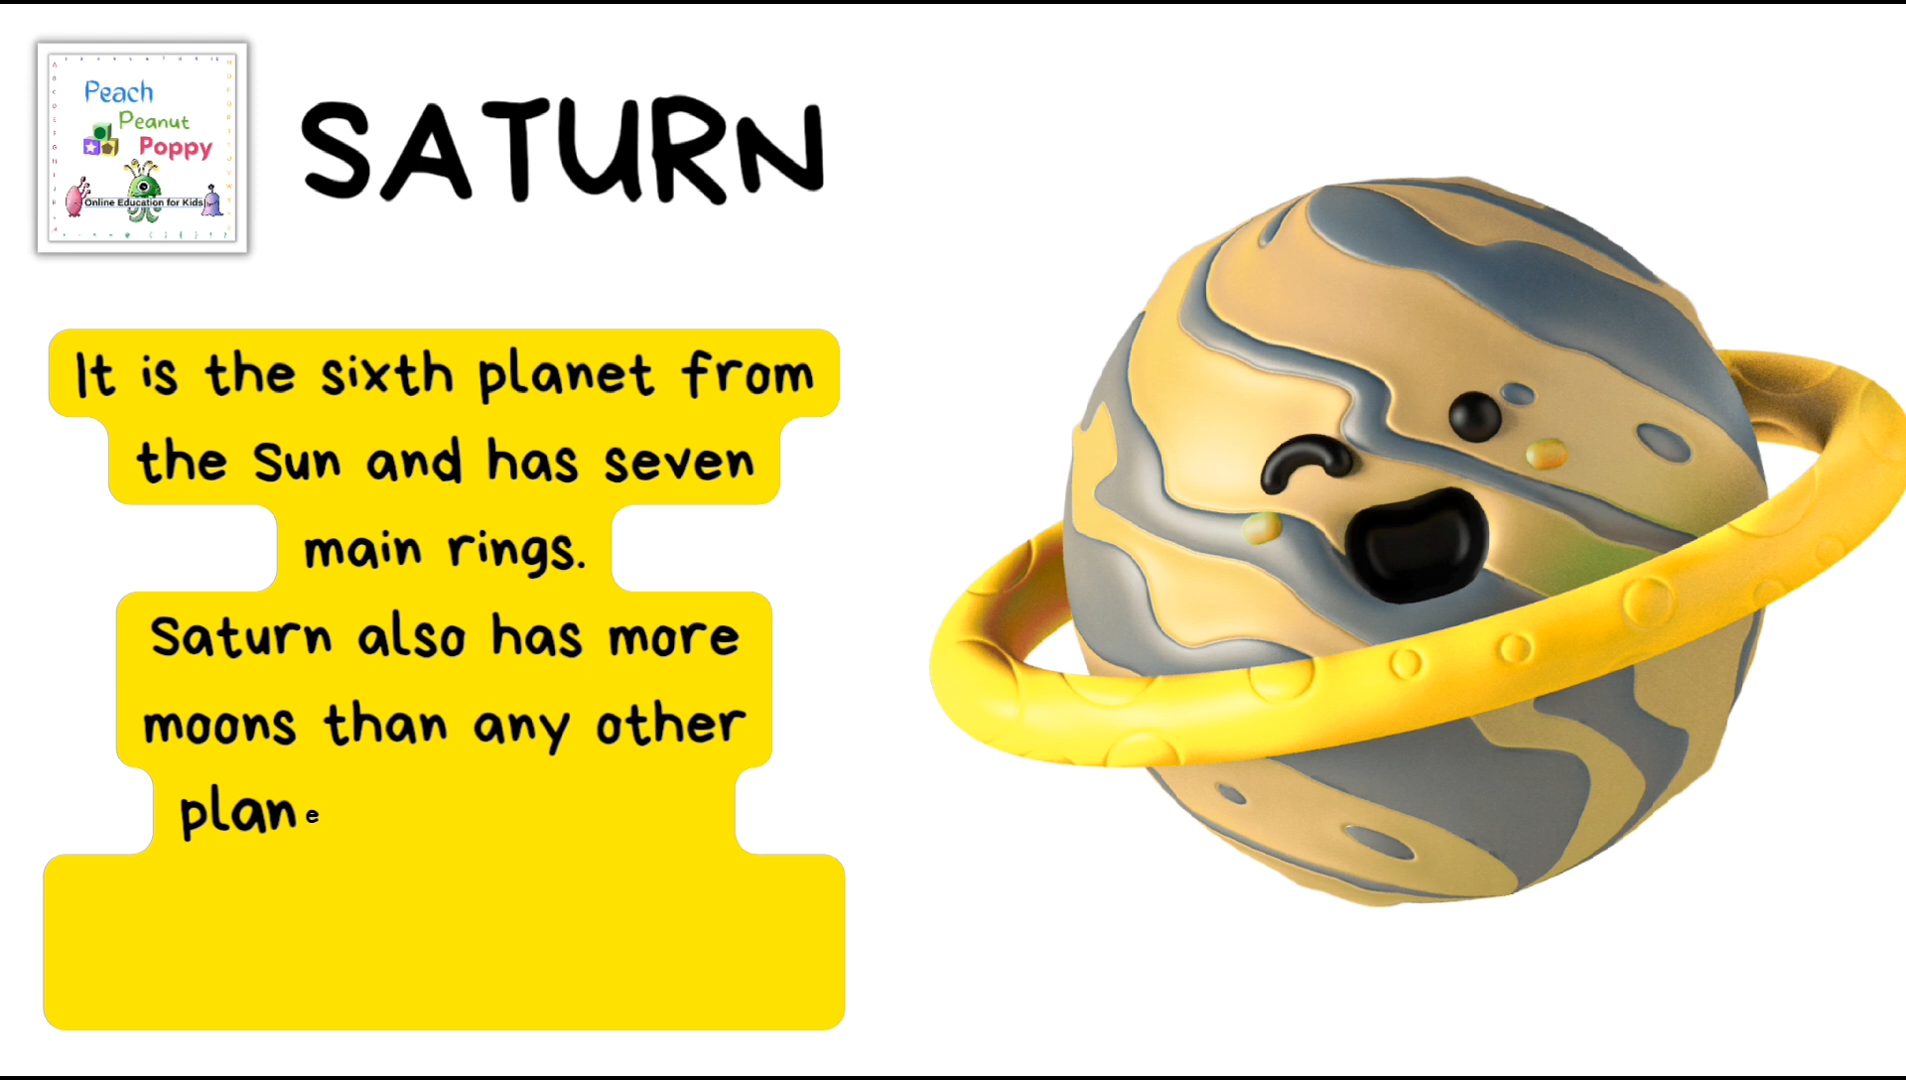 Peach
Peanut
Poppy
Online Education for Kids
SATURN
It is the sixth planet from
the Sun and has seven
main rings.
Saturn also has more
moons than any other
plane